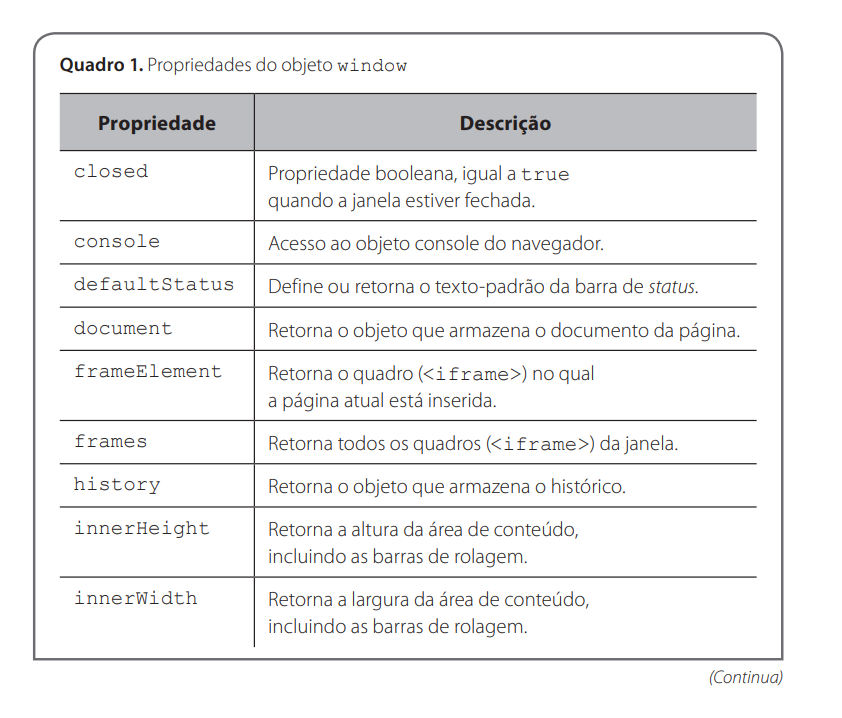 Quadro 1. Propriedades do objeto window
Propriedade Descrição
closed Propriedade booleana, igual a true
quando a janela estiver fechada.
console Acesso ao objeto console do navegador.
defaultStatus Define ou retorna o texto-padrão da barra de status.
document Retorna o objeto que armazena o documento da página.
frameElement Retorna o quadro (<iframe>) no qual
a página atual está inserida.
frames Retorna todos os quadros (<iframe>) da janela.
history Retorna o objeto que armazena o histórico.
innerHeight Retorna a altura da área de conteúdo,
incluindo as barras de rolagem.
innerWidth Retorna a largura da área de conteúdo,
incluindo as barras de rolagem.
(Continua)